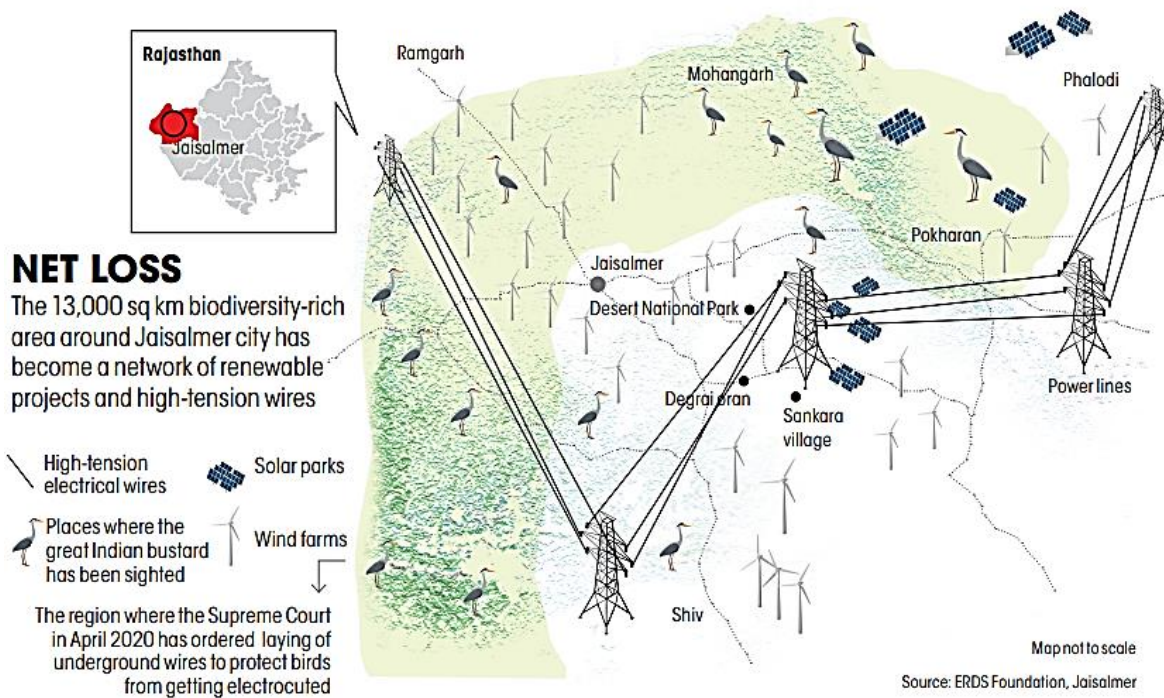 Rajasthan
Jaisalmer
Ramgarh
Mohangarh
Phalodi
Pokharan
NET LOSS
The 13,000 sq km biodiversity-rich
area around Jaisalmer city has
become a network of renewable
projects and high-tension wires
Jaisalmer
Desert National Park
Degrai oran
Sankara
village
Power lines
High-tension
electrical wires
Solar parks
Places where the
great Indian bustard
has been sighted
Wind farms
The region where the Supreme Court
in April 2020 has ordered laying of
underground wires to protect birds
from getting electrocuted
Shiv
Map not to scale
Source: ERDS Foundation, Jaisalmer